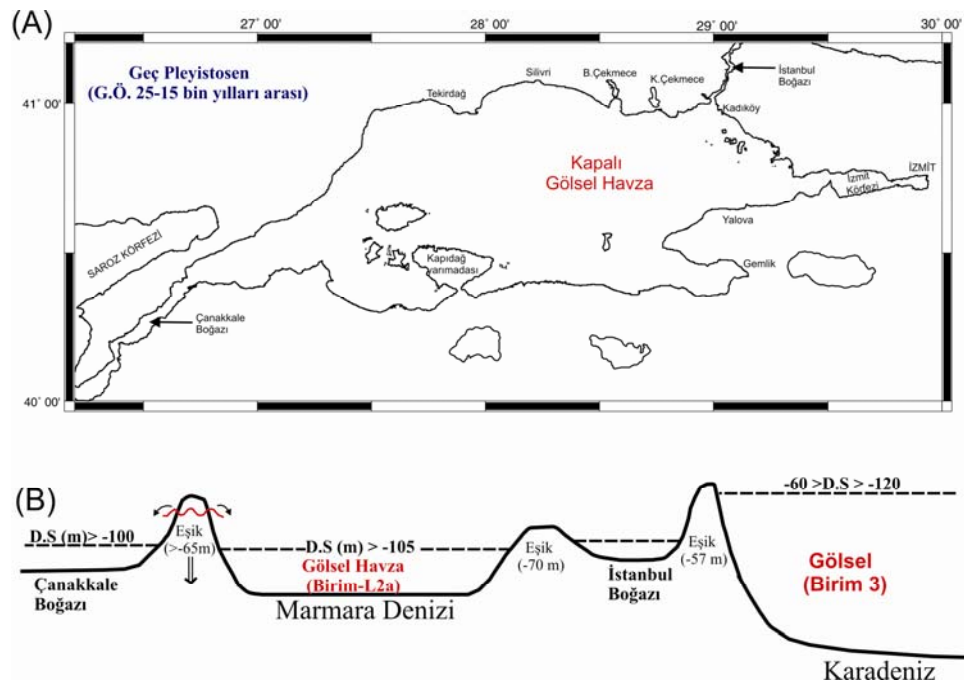 (A)
27° 00'
28° 00'
29° 00'
30° 00'
Geç Pleyistosen
(G.Ö. 25-15 bin yılları arası)
Silivri
B.Çekmece
K.Çekmece
İstanbul
Boğazı
Tekirdağ
41° 00'
Kadıköy
Kapalı
Gölsel Havza
İZMİT
İzmit
Körfezi
Yalova
SAROZ KÖRFEZİ
Kapıdağ
yarımadası
Gemlik
Çanakkale
Boğazı
40° 00'
(B)
-60 >D.S > -120
D.S (m)> -100
Eşik
(>-65m)
D.S (m) > -105
Eşik
(-70 m)
Eşik
(-57 m)
Gölsel Havza
(Birim-L2a)
Gölsel
(Birim 3)
Çanakkale
Boğazı
İstanbul
Boğazı
Marmara Denizi
Karadeniz